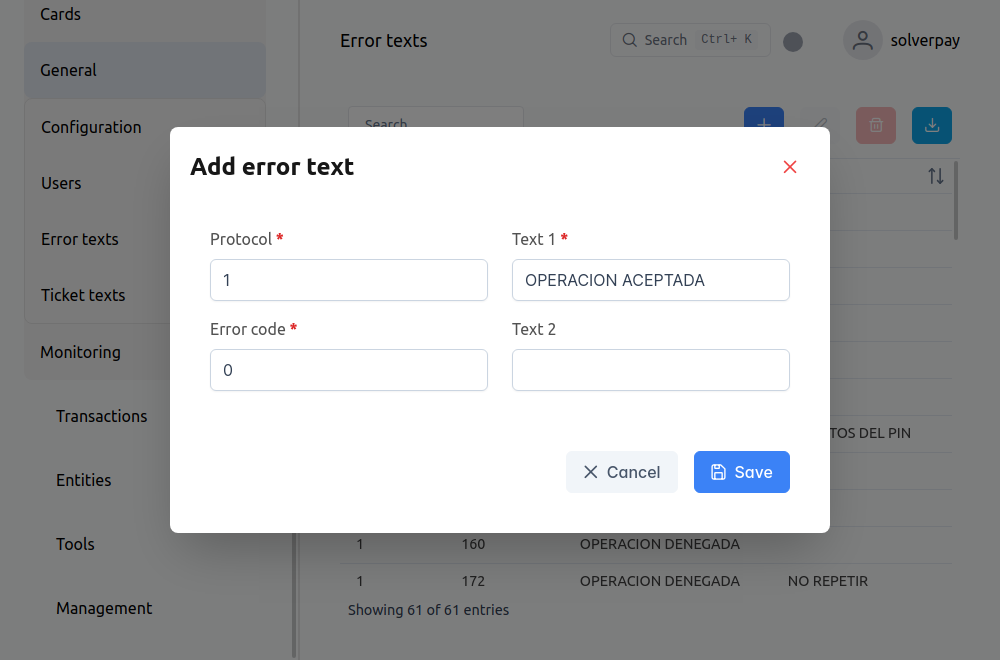 Cards
General
Configuration
Users
Error texts
Ticket texts
Monitoring
Transactions
Entities
Tools
Management
Error texts
Search Ctrl+ K
solverpay
Search
Add error text
Protocol *
Text 1 *
1
OPERACION ACEPTADA
Error code *
Text 2
0
TOS DEL PIN
Cancel
Save
1 160 OPERACION DENEGADA
1 172 OPERACION DENEGADA NO REPETIR
Showing 61 of 61 entries